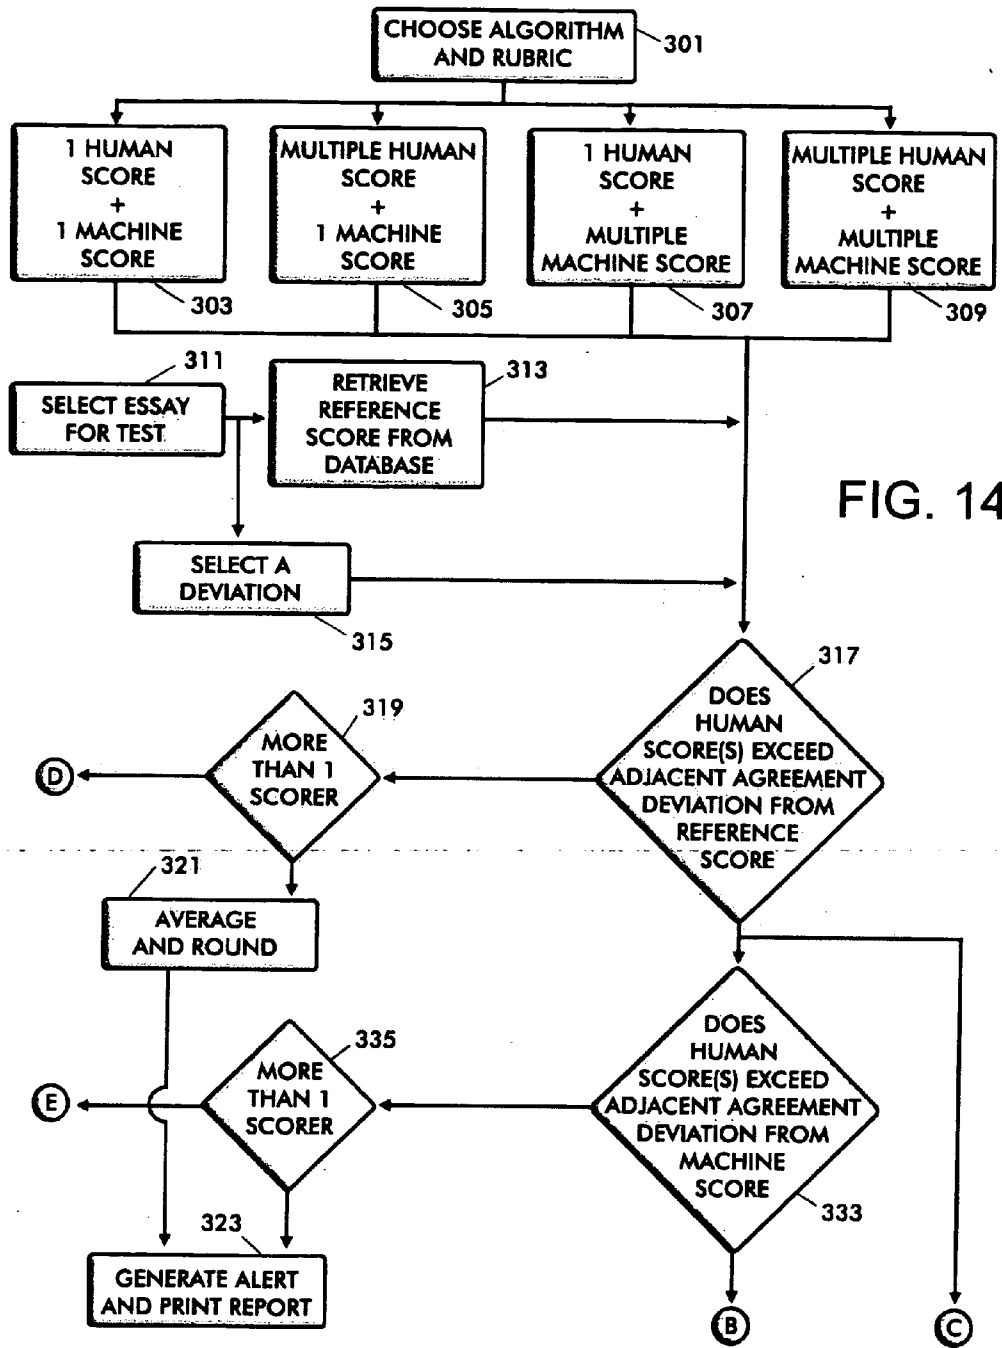 CHOOSE ALGORITHM
AND RUBRIC
301
1 HUMAN
SCORE
+
1 MACHINE
SCORE
303
MULTIPLE HUMAN
SCORE
+
1 MACHINE
SCORE
305
1 HUMAN
SCORE
+
MULTIPLE
MACHINE SCORE
307
MULTIPLE HUMAN
SCORE
+
MULTIPLE
MACHINE SCORE
309
311
SELECT ESSAY
FOR TEST
313
RETRIEVE
REFERENCE
SCORE FROM
DATABASE
FIG. 14
SELECT A
DEVIATION
315
317
DOES
HUMAN
SCORE(S) EXCEED
ADJACENT AGREEMENT
DEVIATION FROM
REFERENCE
SCORE
319
MORE
THAN 1
SCORER
D
321
AVERAGE
AND ROUND
DOES
HUMAN
SCORE(S) EXCEED
ADJACENT AGREEMENT
DEVIATION FROM
MACHINE
SCORE
333
335
MORE
THAN 1
SCORER
E
323
GENERATE ALERT
AND PRINT REPORT
B
C